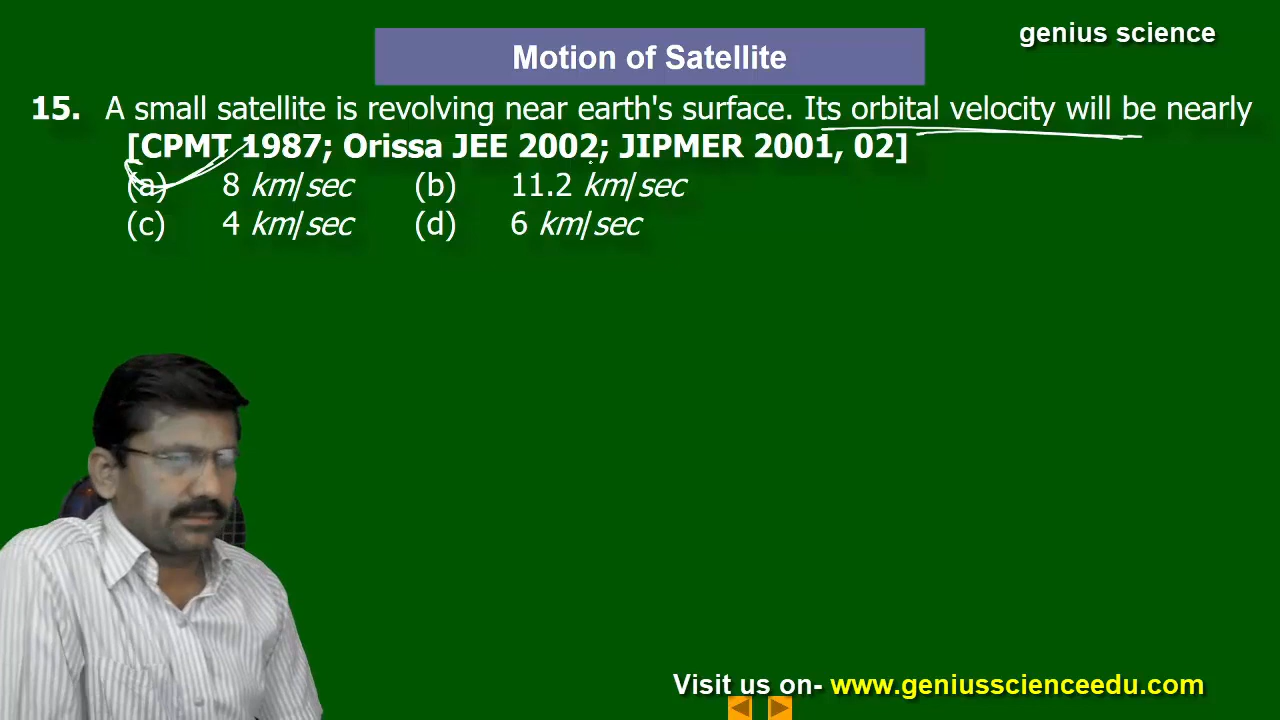 genius science
Motion of Satellite
15. A small satellite is revolving near earth's surface. Its orbital velocity will be nearly
[CPMT 1987; Orissa JEE 2002; JIPMER 2001, 02]
(a) 8 km/sec (b) 11.2 km/sec
(c) 4 km/sec (d) 6 km/sec
Visit us on- www.geniusscienceedu.com